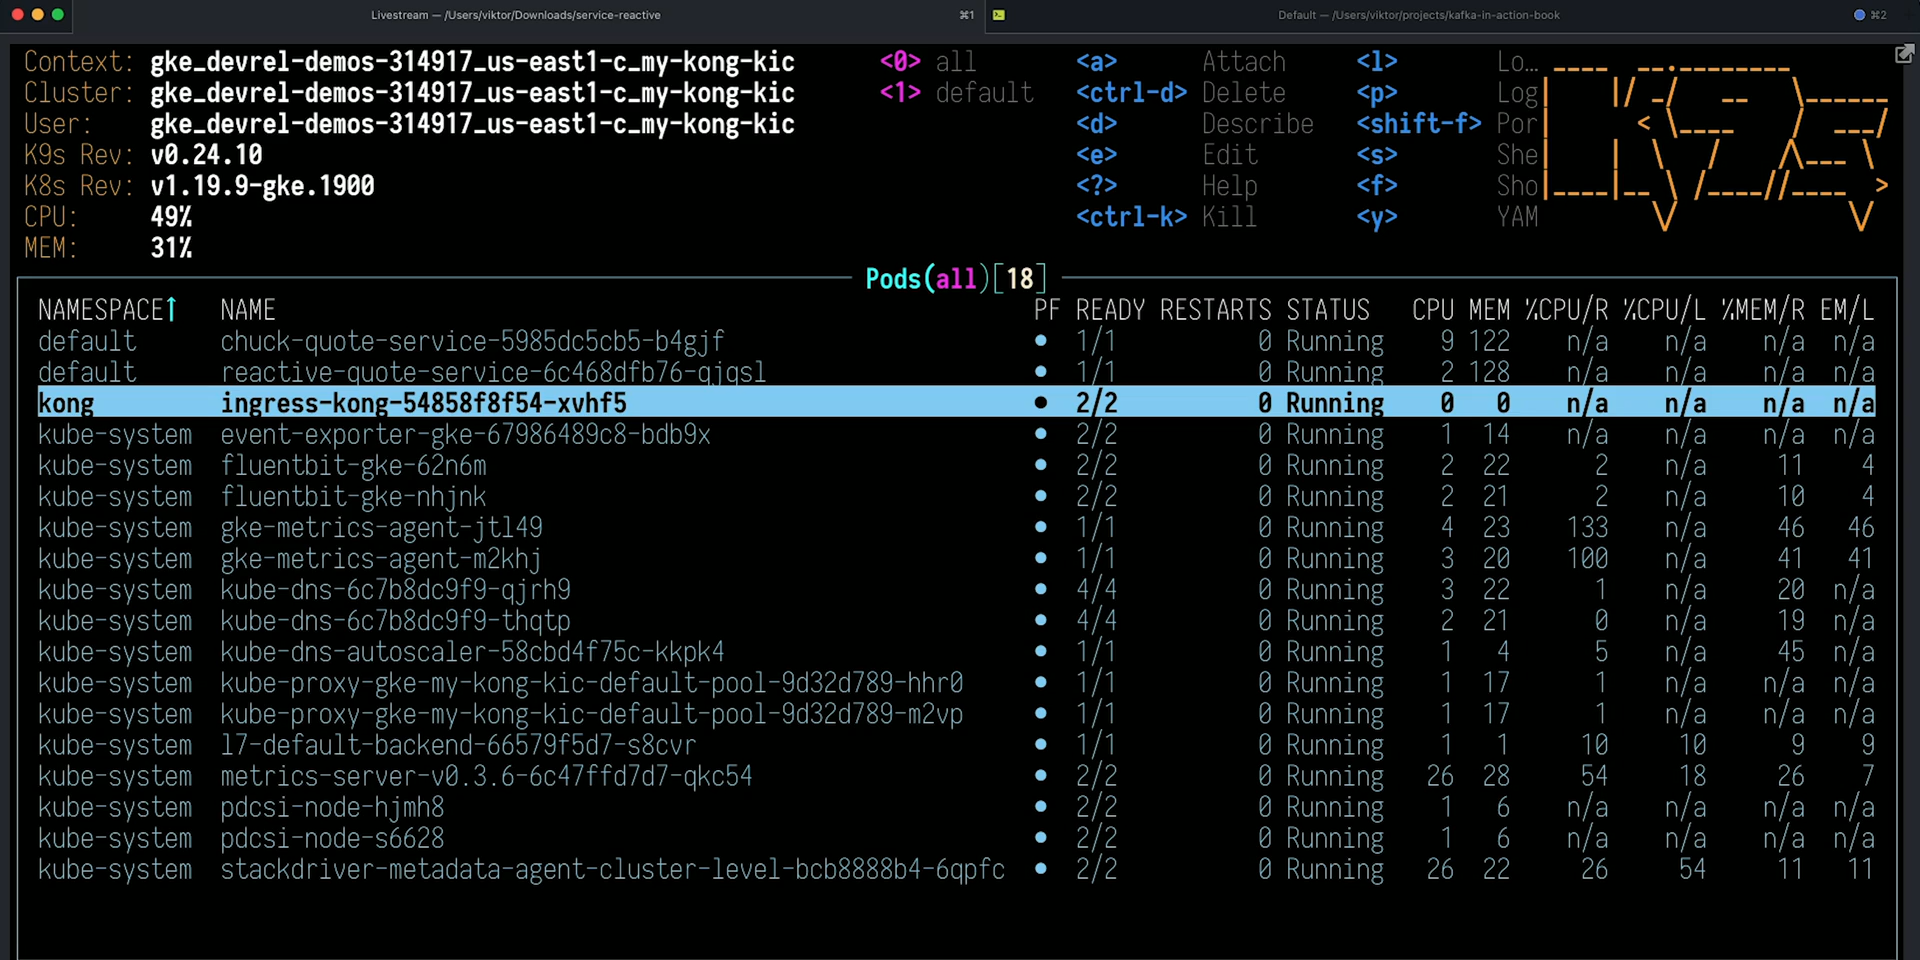 Livestream — /Users/viktor/Downloads/service-reactive ⌘1 Default — /Users/viktor/projects/kafka-in-action-book ⌘2
Context: gke_devrel-demos-314917_us-east1-c_my-kong-kic <0> all <a> Attach <l> Lo…
Cluster: gke_devrel-demos-314917_us-east1-c_my-kong-kic <1> default <ctrl-d> Delete <p> Log
User: gke_devrel-demos-314917_us-east1-c_my-kong-kic <d> Describe <shift-f> Por
K9s Rev: v0.24.10 <e> Edit <s> She
K8s Rev: v1.19.9-gke.1900 <?> Help <f> Sho
CPU: 49% <ctrl-k> Kill <y> YAM
MEM: 31%
K9s
Pods(all)[18]
NAMESPACE↑ NAME PF READY RESTARTS STATUS CPU MEM %CPU/R %CPU/L %MEM/R EM/L
default chuck-quote-service-5985dc5cb5-b4gjf ● 1/1 0 Running 9 122 n/a n/a n/a n/a
default reactive-quote-service-6c468dfb76-qjqsl ● 1/1 0 Running 2 128 n/a n/a n/a n/a
kong ingress-kong-54858f8f54-xvhf5 ● 2/2 0 Running 0 0 n/a n/a n/a n/a
kube-system event-exporter-gke-67986489c8-bdb9x ● 2/2 0 Running 1 14 n/a n/a n/a n/a
kube-system fluentbit-gke-62n6m ● 2/2 0 Running 2 22 2 n/a 11 4
kube-system fluentbit-gke-nhjnk ● 2/2 0 Running 2 21 2 n/a 10 4
kube-system gke-metrics-agent-jtl49 ● 1/1 0 Running 4 23 133 n/a 46 46
kube-system gke-metrics-agent-m2khj ● 1/1 0 Running 3 20 100 n/a 41 41
kube-system kube-dns-6c7b8dc9f9-qjrh9 ● 4/4 0 Running 3 22 1 n/a 20 n/a
kube-system kube-dns-6c7b8dc9f9-thqtp ● 4/4 0 Running 2 21 0 n/a 19 n/a
kube-system kube-dns-autoscaler-58cbd4f75c-kkpk4 ● 1/1 0 Running 1 4 5 n/a 45 n/a
kube-system kube-proxy-gke-my-kong-kic-default-pool-9d32d789-hhr0 ● 1/1 0 Running 1 17 1 n/a n/a n/a
kube-system kube-proxy-gke-my-kong-kic-default-pool-9d32d789-m2vp ● 1/1 0 Running 1 17 1 n/a n/a n/a
kube-system l7-default-backend-66579f5d7-s8cvr ● 1/1 0 Running 1 1 10 10 9 9
kube-system metrics-server-v0.3.6-6c47ffd7d7-qkc54 ● 2/2 0 Running 26 28 54 18 26 7
kube-system pdcsi-node-hjmh8 ● 2/2 0 Running 1 6 n/a n/a n/a n/a
kube-system pdcsi-node-s6628 ● 2/2 0 Running 1 6 n/a n/a n/a n/a
kube-system stackdriver-metadata-agent-cluster-level-bcb8888b4-6qpfc ● 2/2 0 Running 26 22 26 54 11 11